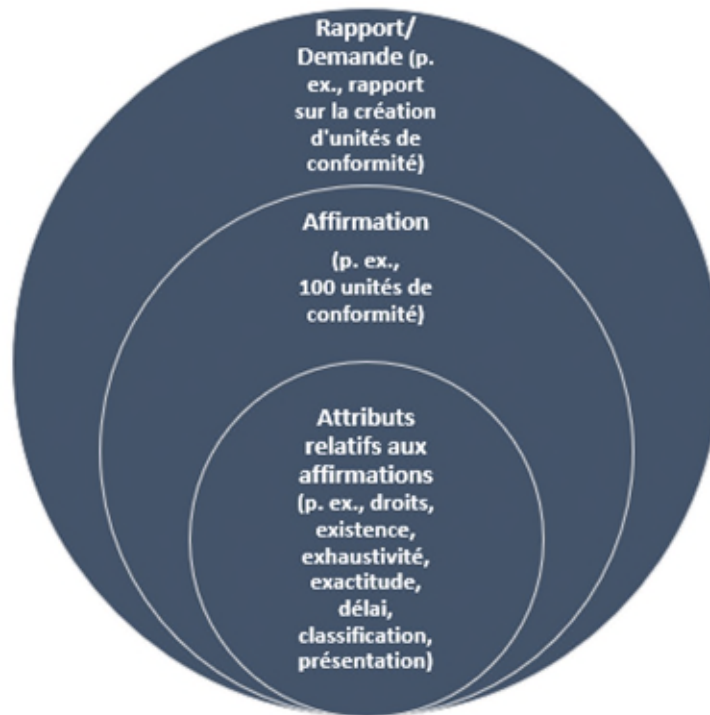 Rapport/
Demande (p.
ex., rapport
sur la création
d'unités de
conformité)
Affirmation
(p. ex.,
100 unités de
conformité)
Attributs
relatifs aux
affirmations
(p. ex., droits,
existence,
exhaustivité,
exactitude,
délai,
classification,
présentation)